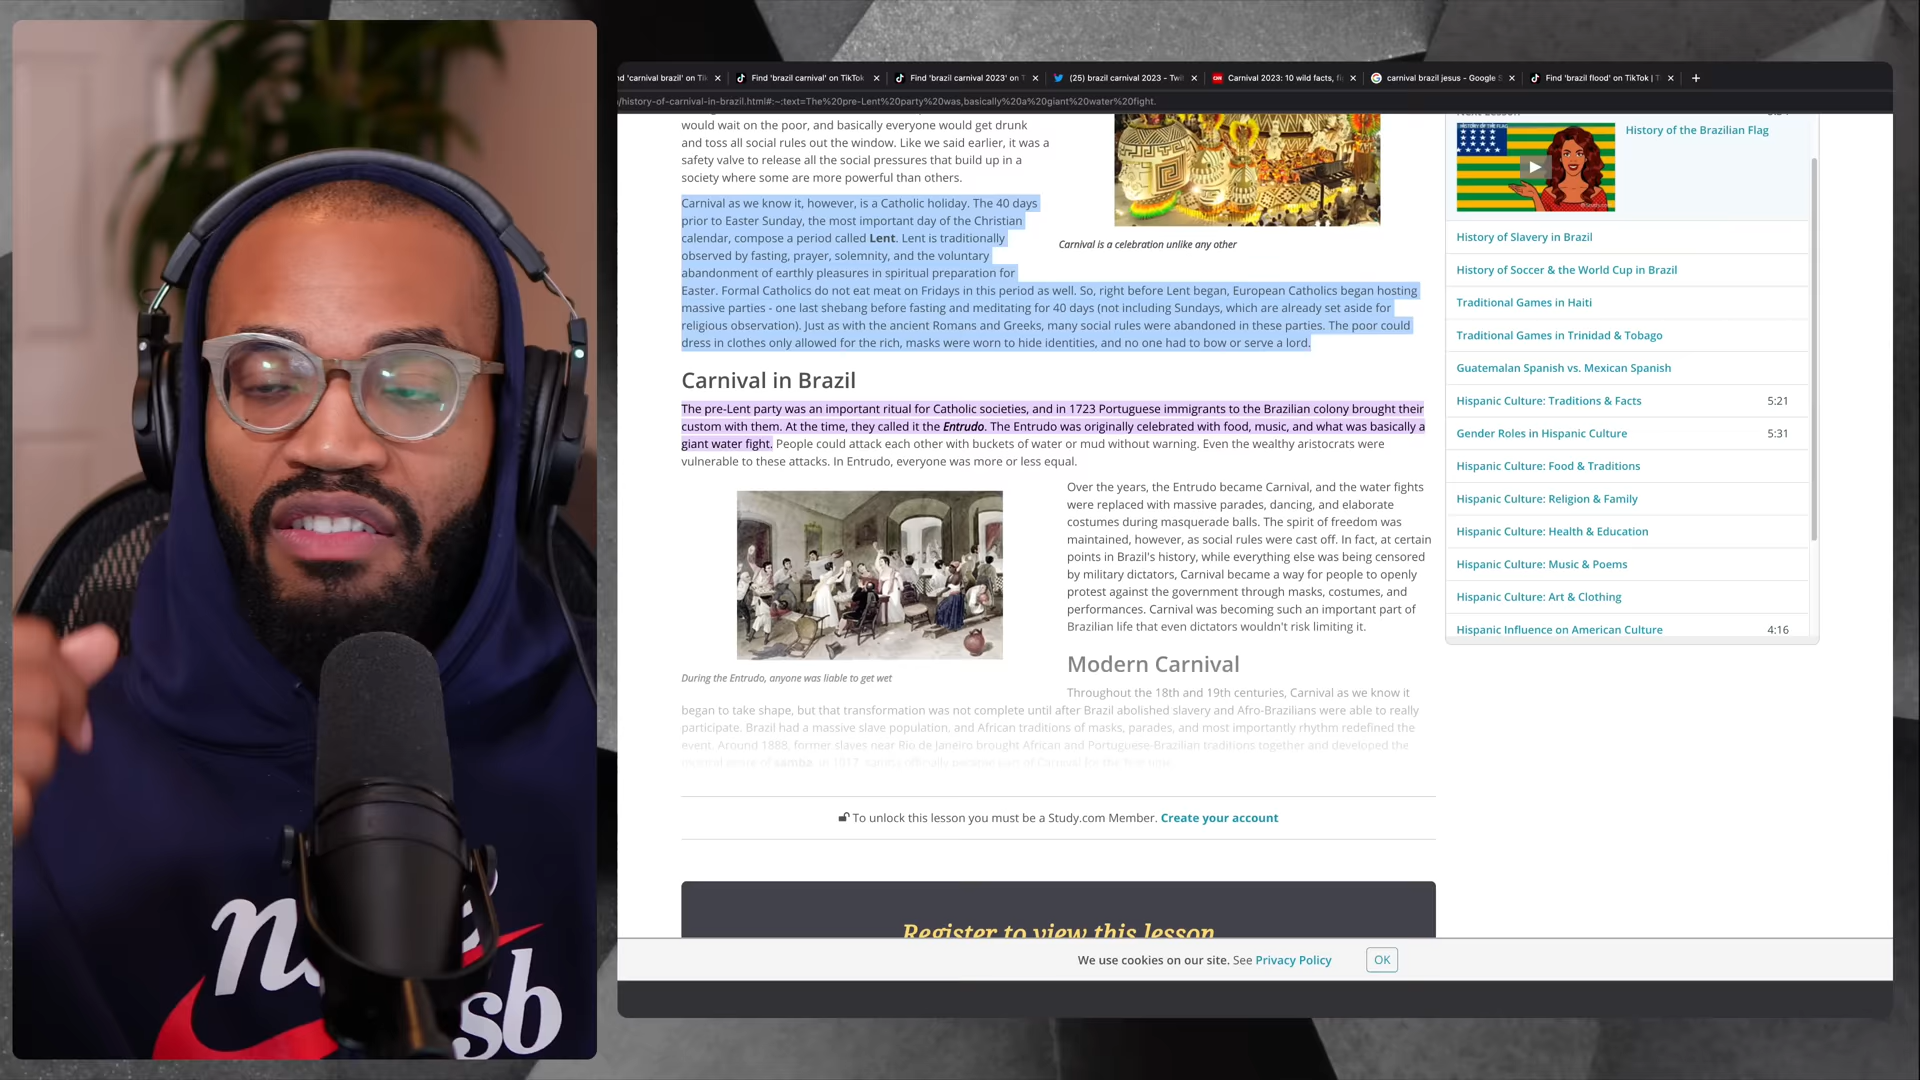 nd 'carnival brazil' on Tik
Find 'brazil carnival' on TikTok
Find 'brazil carnival 2023' on T
(25) brazil carnival 2023 - Twit
Carnival 2023: 10 wild facts, fi
carnival brazil jesus - Google S
Find 'brazil flood' on TikTok | T
/history-of-carnival-in-brazil.html#:~:text=The%20pre-Lent%20party%20was,basically%20a%20giant%20water%20fight.
would wait on the poor, and basically everyone would get drunk
and toss all social rules out the window. Like we said earlier, it was a
safety valve to release all the social pressures that build up in a
society where some are more powerful than others.
Carnival as we know it, however, is a Catholic holiday. The 40 days
prior to Easter Sunday, the most important day of the Christian
calendar, compose a period called Lent. Lent is traditionally
observed by fasting, prayer, solemnity, and the voluntary
abandonment of earthly pleasures in spiritual preparation for
Easter. Formal Catholics do not eat meat on Fridays in this period as well. So, right before Lent began, European Catholics began hosting
massive parties - one last shebang before fasting and meditating for 40 days (not including Sundays, which are already set aside for
religious observation). Just as with the ancient Romans and Greeks, many social rules were abandoned in these parties. The poor could
dress in clothes only allowed for the rich, masks were worn to hide identities, and no one had to bow or serve a lord.
Carnival is a celebration unlike any other
Carnival in Brazil
The pre-Lent party was an important ritual for Catholic societies, and in 1723 Portuguese immigrants to the Brazilian colony brought their
custom with them. At the time, they called it the Entrudo. The Entrudo was originally celebrated with food, music, and what was basically a
giant water fight. People could attack each other with buckets of water or mud without warning. Even the wealthy aristocrats were
vulnerable to these attacks. In Entrudo, everyone was more or less equal.
Over the years, the Entrudo became Carnival, and the water fights
were replaced with massive parades, dancing, and elaborate
costumes during masquerade balls. The spirit of freedom was
maintained, however, as social rules were cast off. In fact, at certain
points in Brazil's history, while everything else was being censored
by military dictators, Carnival became a way for people to openly
protest against the government through masks, costumes, and
performances. Carnival was becoming such an important part of
Brazilian life that even dictators wouldn't risk limiting it.
During the Entrudo, anyone was liable to get wet
Modern Carnival
Throughout the 18th and 19th centuries, Carnival as we know it
began to take shape, but that transformation was not complete until after Brazil abolished slavery and Afro-Brazilians were able to really
participate. Brazil had a massive slave population, and African traditions of masks, parades, and most importantly rhythm redefined the
event. Around 1888, former slaves near Rio de Janeiro brought African and Portuguese-Brazilian traditions together and developed the
samba. In 1917, samba officially became part of Carnival for the first time.
To unlock this lesson you must be a Study.com Member. Create your account
Register to view this lesson
We use cookies on our site. See Privacy Policy
OK
History of the Brazilian Flag
History of Slavery in Brazil
History of Soccer & the World Cup in Brazil
Traditional Games in Haiti
Traditional Games in Trinidad & Tobago
Guatemalan Spanish vs. Mexican Spanish
Hispanic Culture: Traditions & Facts 5:21
Gender Roles in Hispanic Culture 5:31
Hispanic Culture: Food & Traditions
Hispanic Culture: Religion & Family
Hispanic Culture: Health & Education
Hispanic Culture: Music & Poems
Hispanic Culture: Art & Clothing
Hispanic Influence on American Culture 4:16
sb